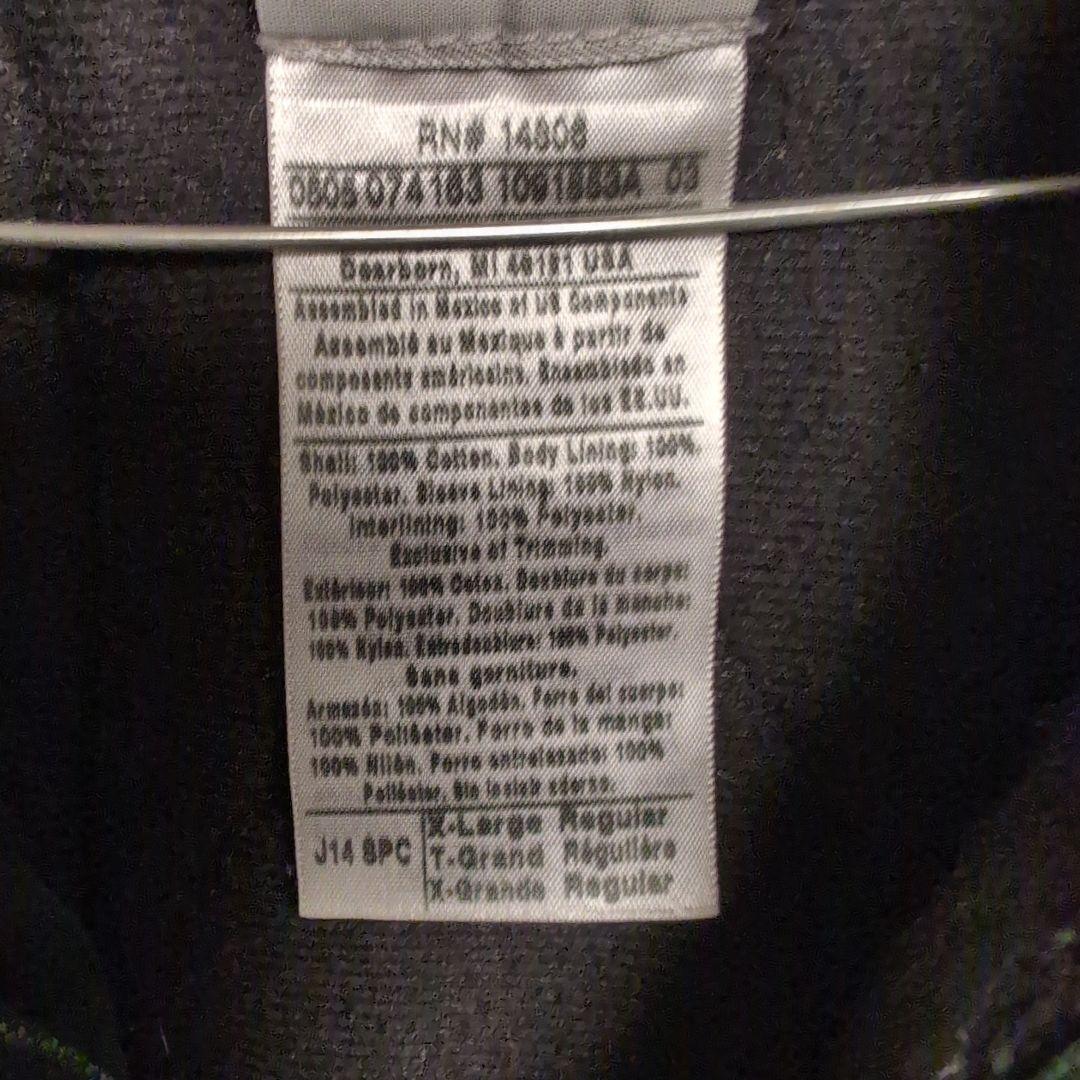 RN# 14806
0505 074163 1091853A 03
Dearborn, MI 48121 USA
Assembled in Mexico of US Components
Assemblé au Mexique à partir de
composants américains. Ensamblado en
México de componentes de los EE.UU.
Shell: 100% Cotton. Body Lining: 100%
Polyester. Sleeve Lining: 100% Nylon.
Interlining: 100% Polyester.
Exclusive of Trimming.
Extérieur: 100% Coton. Doublure du corps:
100% Polyester. Doublure de la manche:
100% Nylon. Entredoublure: 100% Polyester.
Sans garniture.
Armazón: 100% Algodón. Forro del cuerpo:
100% Poliéster. Forro de la manga:
100% Nilón. Forro entrelazado: 100%
Poliéster. Sin incluir
J14 SPC
X-Large Regular
T-Grand Régulière
X-Grande Regular